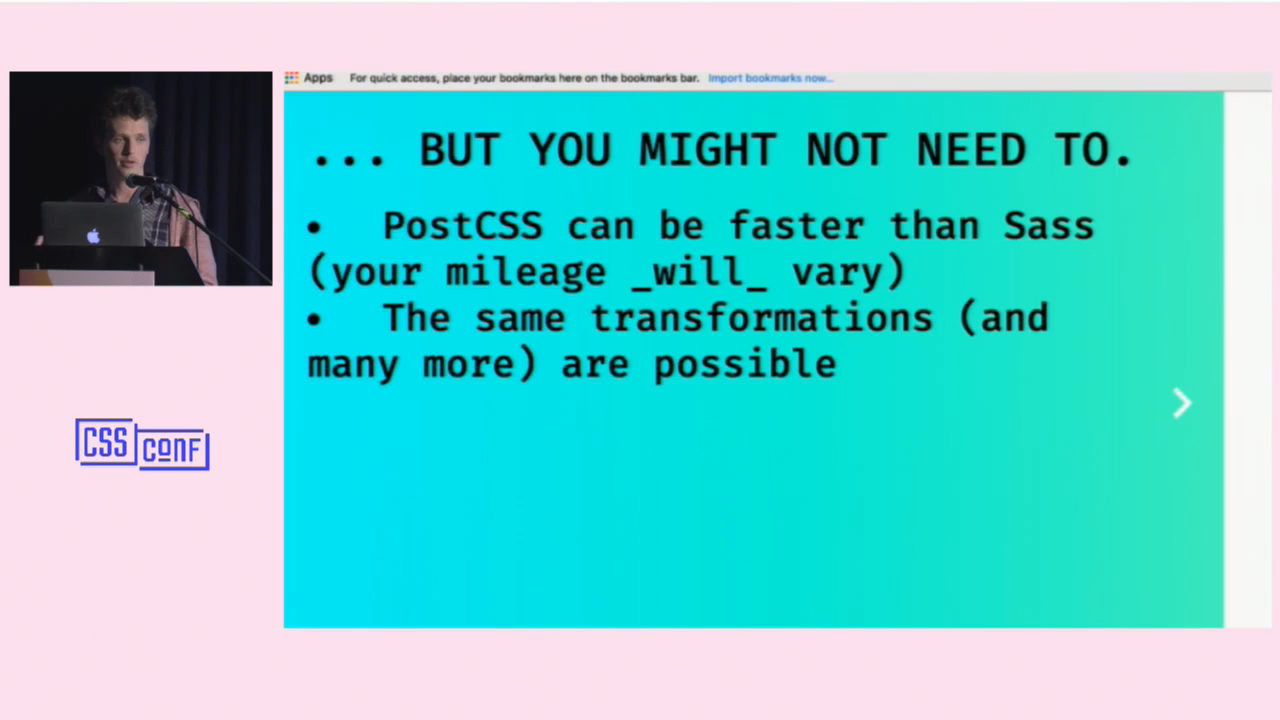 Apps For quick access, place your bookmarks here on the bookmarks bar. Import bookmarks now...
... BUT YOU MIGHT NOT NEED TO.
• PostCSS can be faster than Sass
(your mileage _will_ vary)
• The same transformations (and
many more) are possible
CSS
CONF